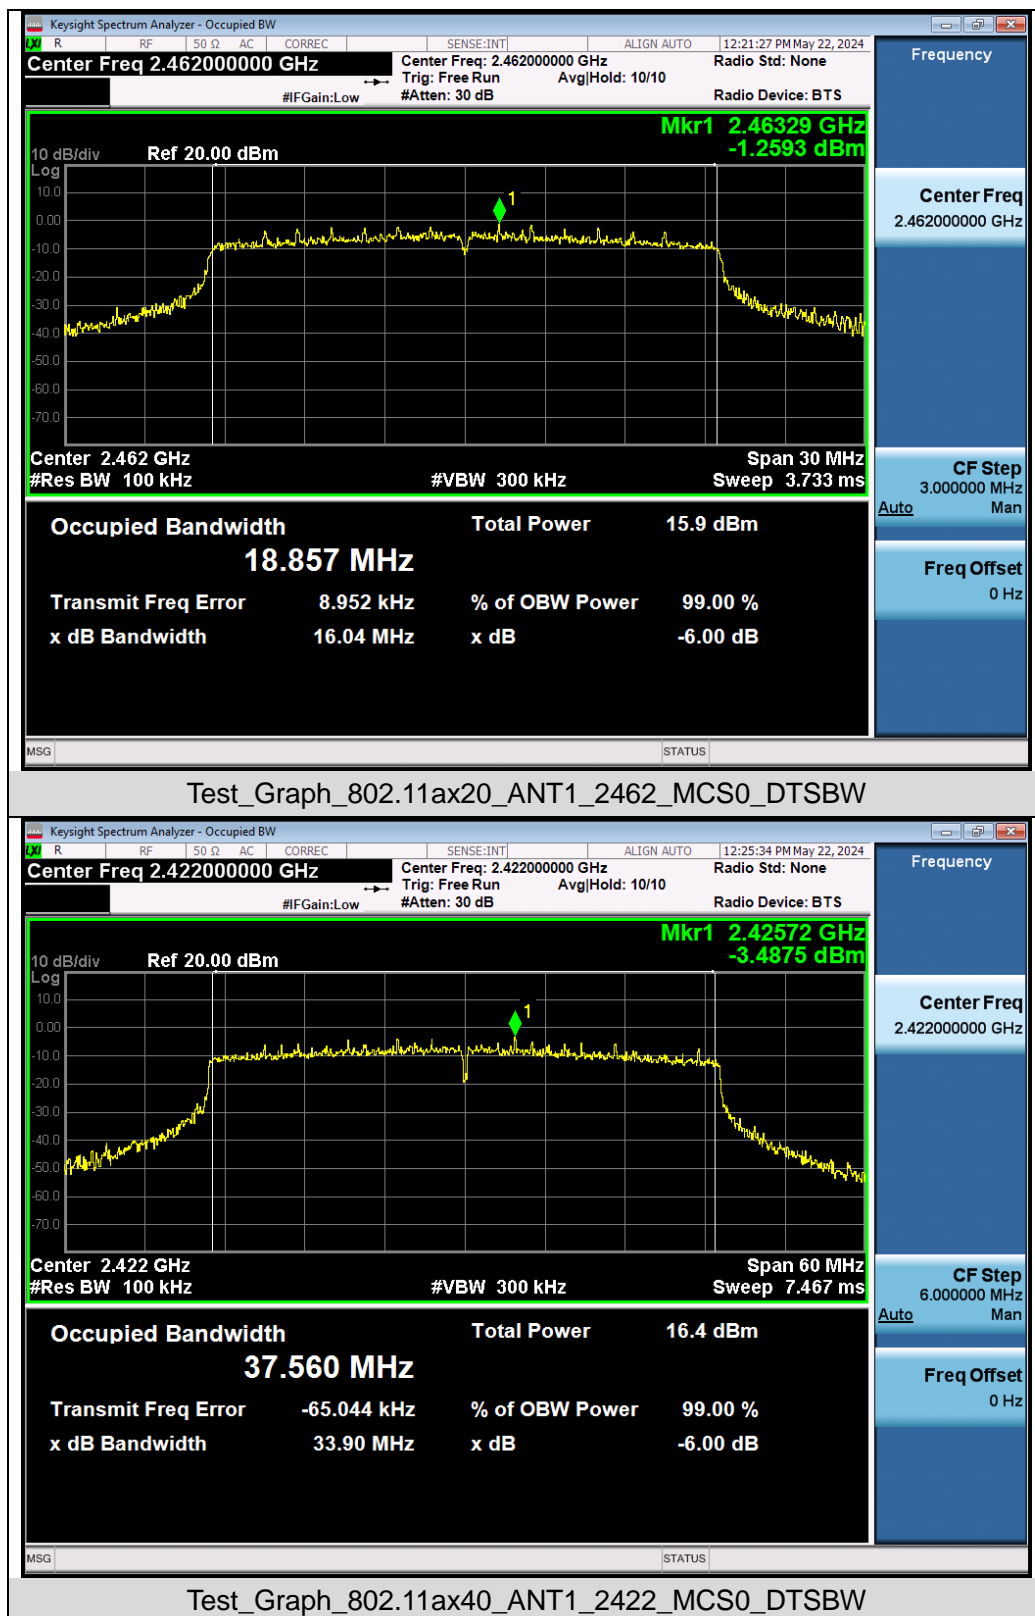 Keysight Spectrum Analyzer - Occupied BW
LXI R RF 50 Ω AC CORREC SENSE:INT ALIGN AUTO 12:21:27 PM May 22, 2024
Center Freq 2.462000000 GHz Center Freq: 2.462000000 GHz Radio Std: None
Trig: Free Run Avg|Hold: 10/10
#IFGain:Low #Atten: 30 dB Radio Device: BTS
Frequency
Mkr1 2.46329 GHz
-1.2593 dBm
10 dB/div Ref 20.00 dBm
Log
10.0
0.00
-10.0
-20.0
-30.0
-40.0
-50.0
-60.0
-70.0
1
Center 2.462 GHz Span 30 MHz
#Res BW 100 kHz #VBW 300 kHz Sweep 3.733 ms
Center Freq
2.462000000 GHz
CF Step
3.000000 MHz
Auto Man
Freq Offset
0 Hz
Occupied Bandwidth Total Power 15.9 dBm
18.857 MHz
Transmit Freq Error 8.952 kHz % of OBW Power 99.00 %
x dB Bandwidth 16.04 MHz x dB -6.00 dB
MSG STATUS
Test_Graph_802.11ax20_ANT1_2462_MCS0_DTSBW
Keysight Spectrum Analyzer - Occupied BW
LXI R RF 50 Ω AC CORREC SENSE:INT ALIGN AUTO 12:25:34 PM May 22, 2024
Center Freq 2.422000000 GHz Center Freq: 2.422000000 GHz Radio Std: None
Trig: Free Run Avg|Hold: 10/10
#IFGain:Low #Atten: 30 dB Radio Device: BTS
Frequency
Mkr1 2.42572 GHz
-3.4875 dBm
10 dB/div Ref 20.00 dBm
Log
10.0
0.00
-10.0
-20.0
-30.0
-40.0
-50.0
-60.0
-70.0
1
Center 2.422 GHz Span 60 MHz
#Res BW 100 kHz #VBW 300 kHz Sweep 7.467 ms
Center Freq
2.422000000 GHz
CF Step
6.000000 MHz
Auto Man
Freq Offset
0 Hz
Occupied Bandwidth Total Power 16.4 dBm
37.560 MHz
Transmit Freq Error -65.044 kHz % of OBW Power 99.00 %
x dB Bandwidth 33.90 MHz x dB -6.00 dB
MSG STATUS
Test_Graph_802.11ax40_ANT1_2422_MCS0_DTSBW